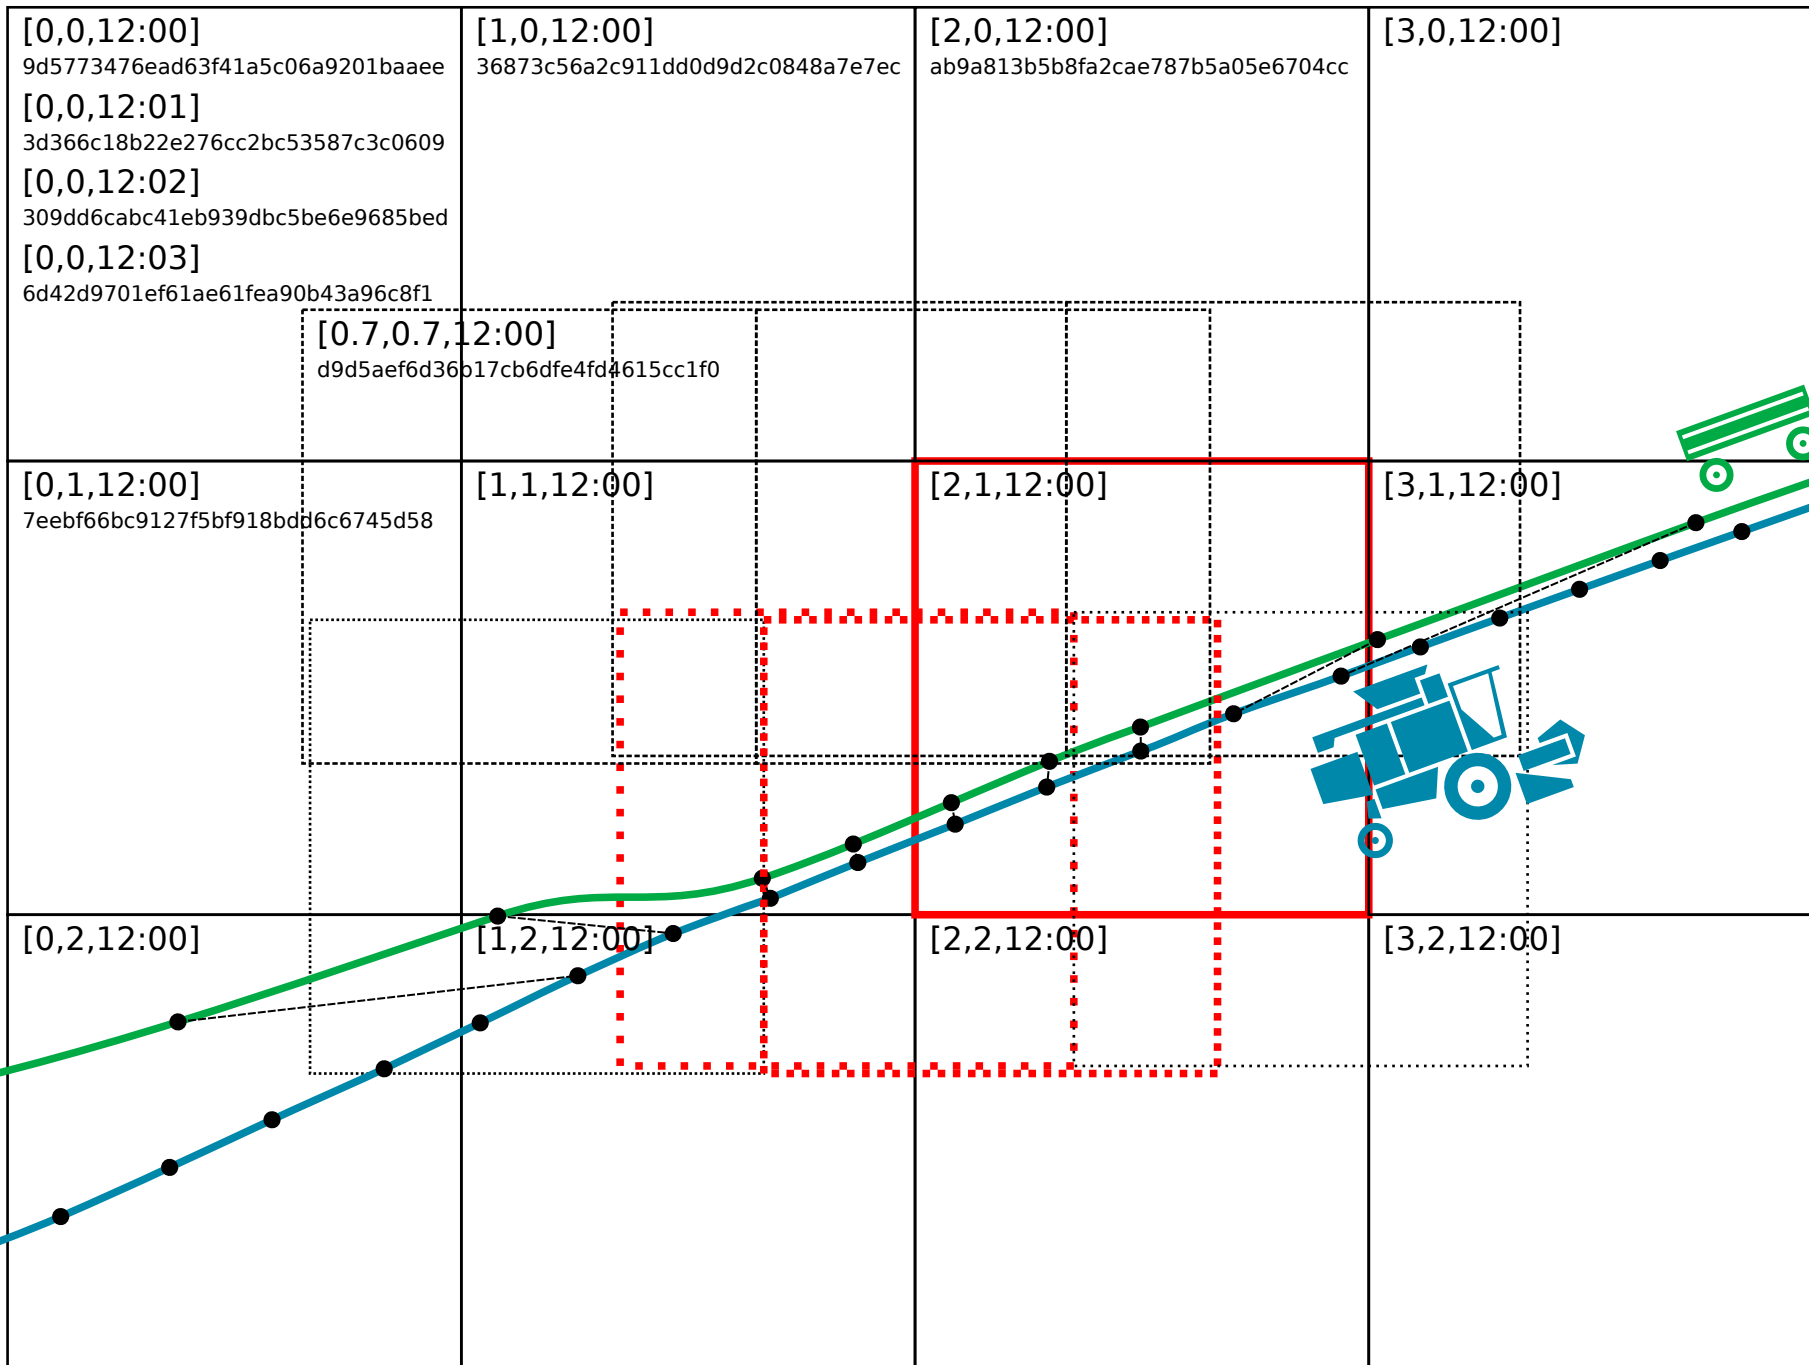 [0,0,12:00]
9d5773476ead63f41a5c06a9201baaee
[0,0,12:01]
3d366c18b22e276cc2bc53587c3c0609
[0,0,12:02]
309dd6cabc41eb939dbc5be6e9685bed
[0,0,12:03]
6d42d9701ef61ae61fea90b43a96c8f1
[1,0,12:00]
36873c56a2c911dd0d9d2c0848a7e7ec
[2,0,12:00]
ab9a813b5b8fa2cae787b5a05e6704cc
[3,0,12:00]
[0.7,0.7,12:00]
d9d5aef6d36b17cb6dfe4fd4615cc1f0
[0,1,12:00]
7eebf66bc9127f5bf918bdd6c6745d58
[1,1,12:00]
[2,1,12:00]
[3,1,12:00]
[0,2,12:00]
[1,2,12:00]
[2,2,12:00]
[3,2,12:00]